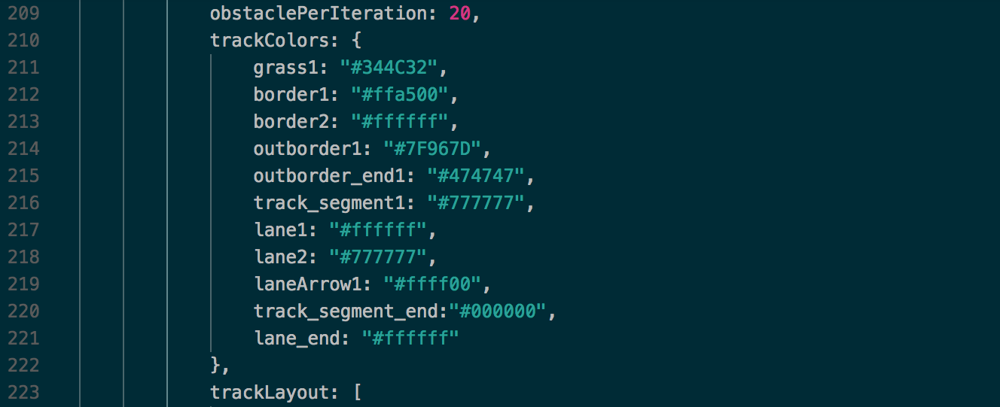 209 obstaclePerIteration: 20,
210 trackColors: {
211 grass1: "#344C32",
212 border1: "#ffa500",
213 border2: "#ffffff",
214 outborder1: "#7F967D",
215 outborder_end1: "#474747",
216 track_segment1: "#777777",
217 lane1: "#ffffff",
218 lane2: "#777777",
219 laneArrow1: "#ffff00",
220 track_segment_end:"#000000",
221 lane_end: "#ffffff"
222 },
223 trackLayout: [